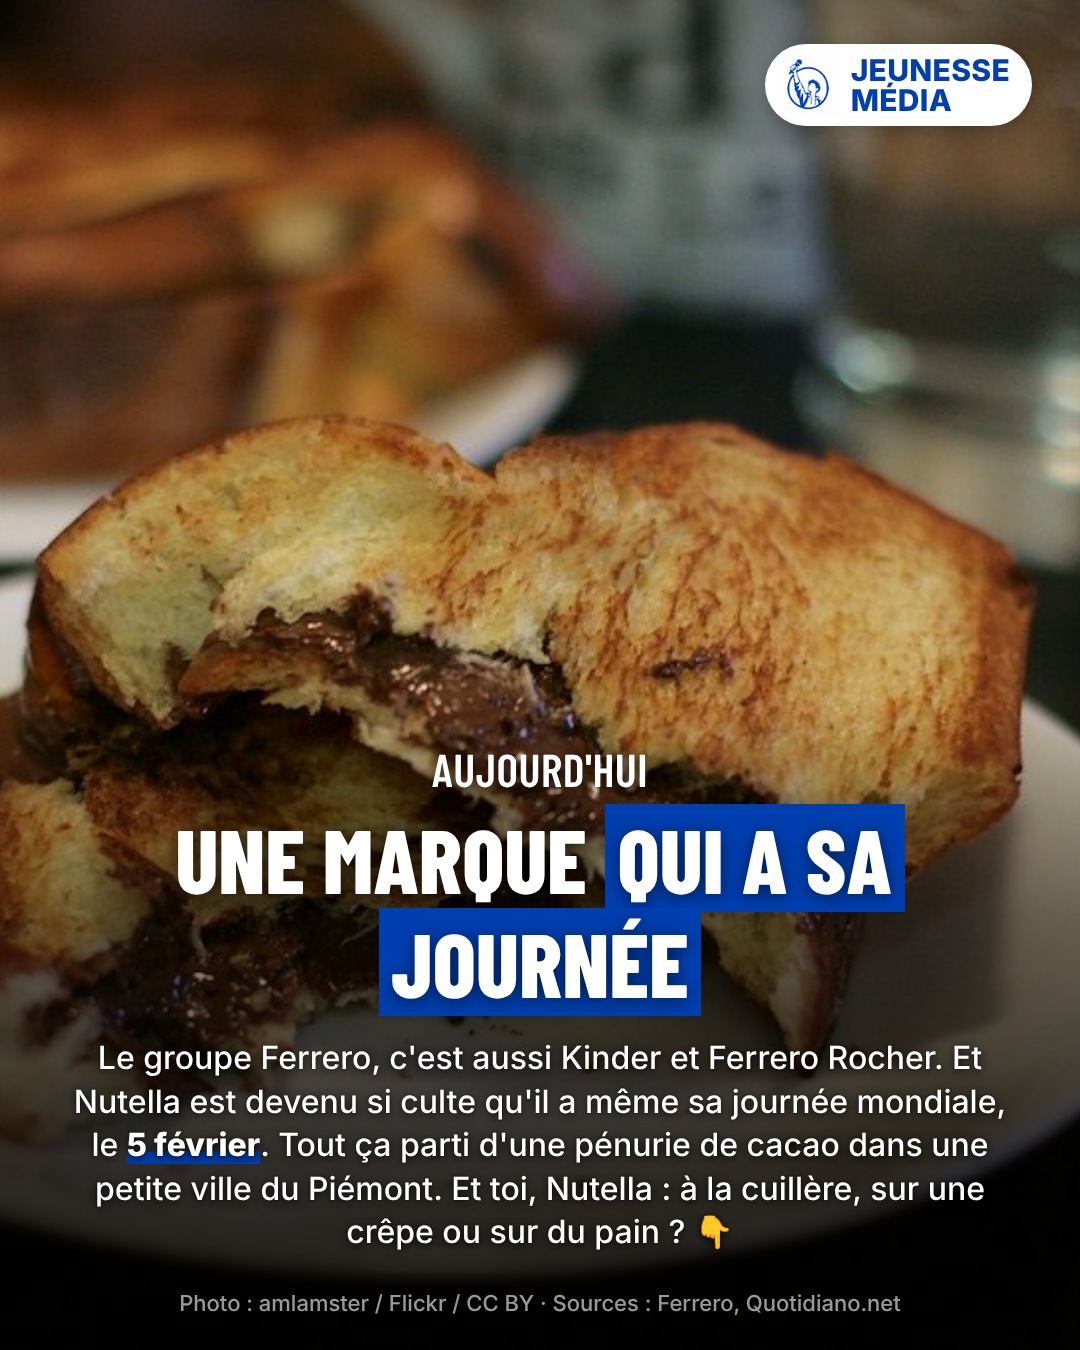 JEUNESSE
MÉDIA
AUJOURD'HUI
UNE MARQUE QUI A SA
JOURNÉE
Le groupe Ferrero, c'est aussi Kinder et Ferrero Rocher. Et
Nutella est devenu si culte qu'il a même sa journée mondiale,
le 5 février. Tout ça parti d'une pénurie de cacao dans une
petite ville du Piémont. Et toi, Nutella : à la cuillère, sur une
crêpe ou sur du pain ? 👇
Photo : amlamster / Flickr / CC BY · Sources : Ferrero, Quotidiano.net